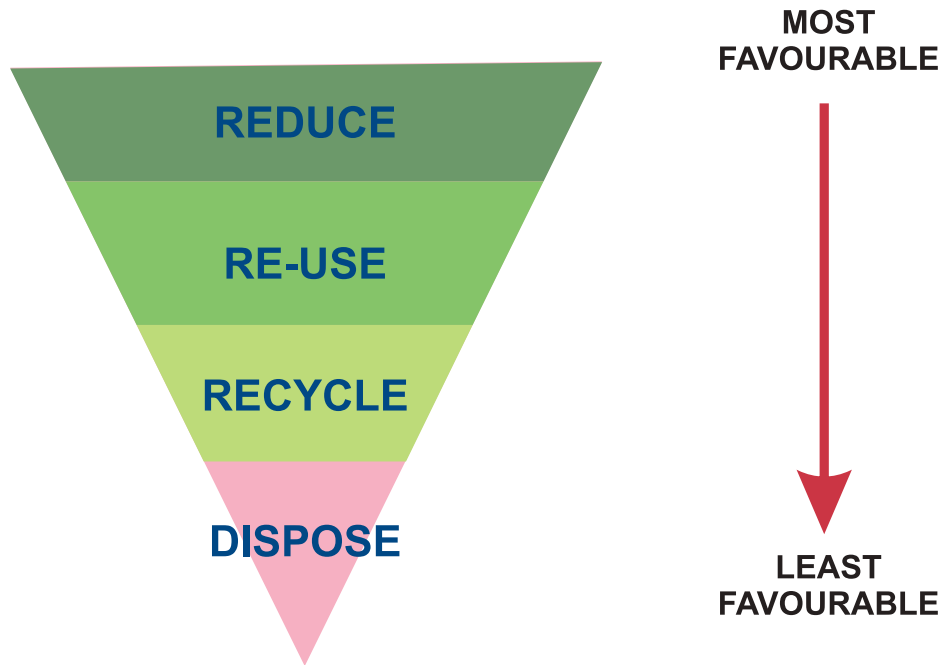 MOST
FAVOURABLE
REDUCE
RE-USE
RECYCLE
DISPOSE
LEAST
FAVOURABLE